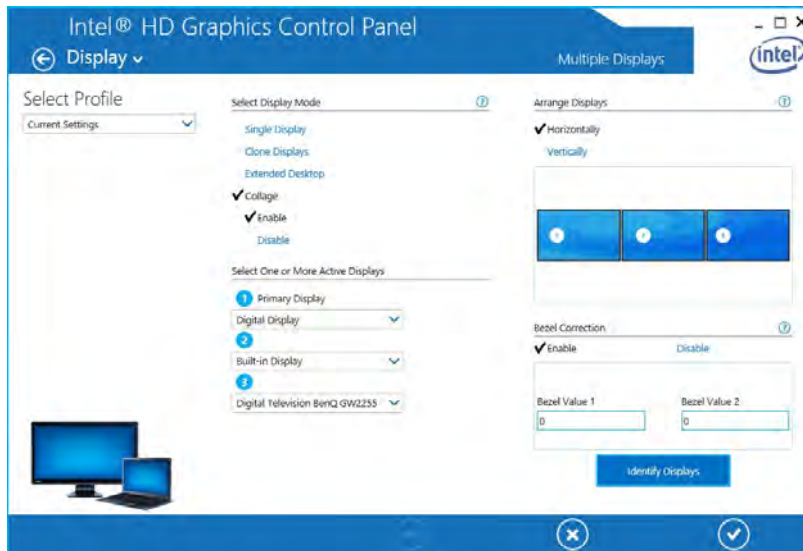 Intel® HD Graphics Control Panel
Display
Multiple Displays
intel
Select Profile
Current Settings
Select Display Mode
Single Display
Clone Displays
Extended Desktop
Collage
Enable
Disable
Select One or More Active Displays
1 Primary Display
Digital Display
2
Built-in Display
3
Digital Television BenQ GW2255
Arrange Displays
Horizontally
Vertically
Bezel Correction
Enable Disable
Bezel Value 1 Bezel Value 2
0 0
Identify Displays